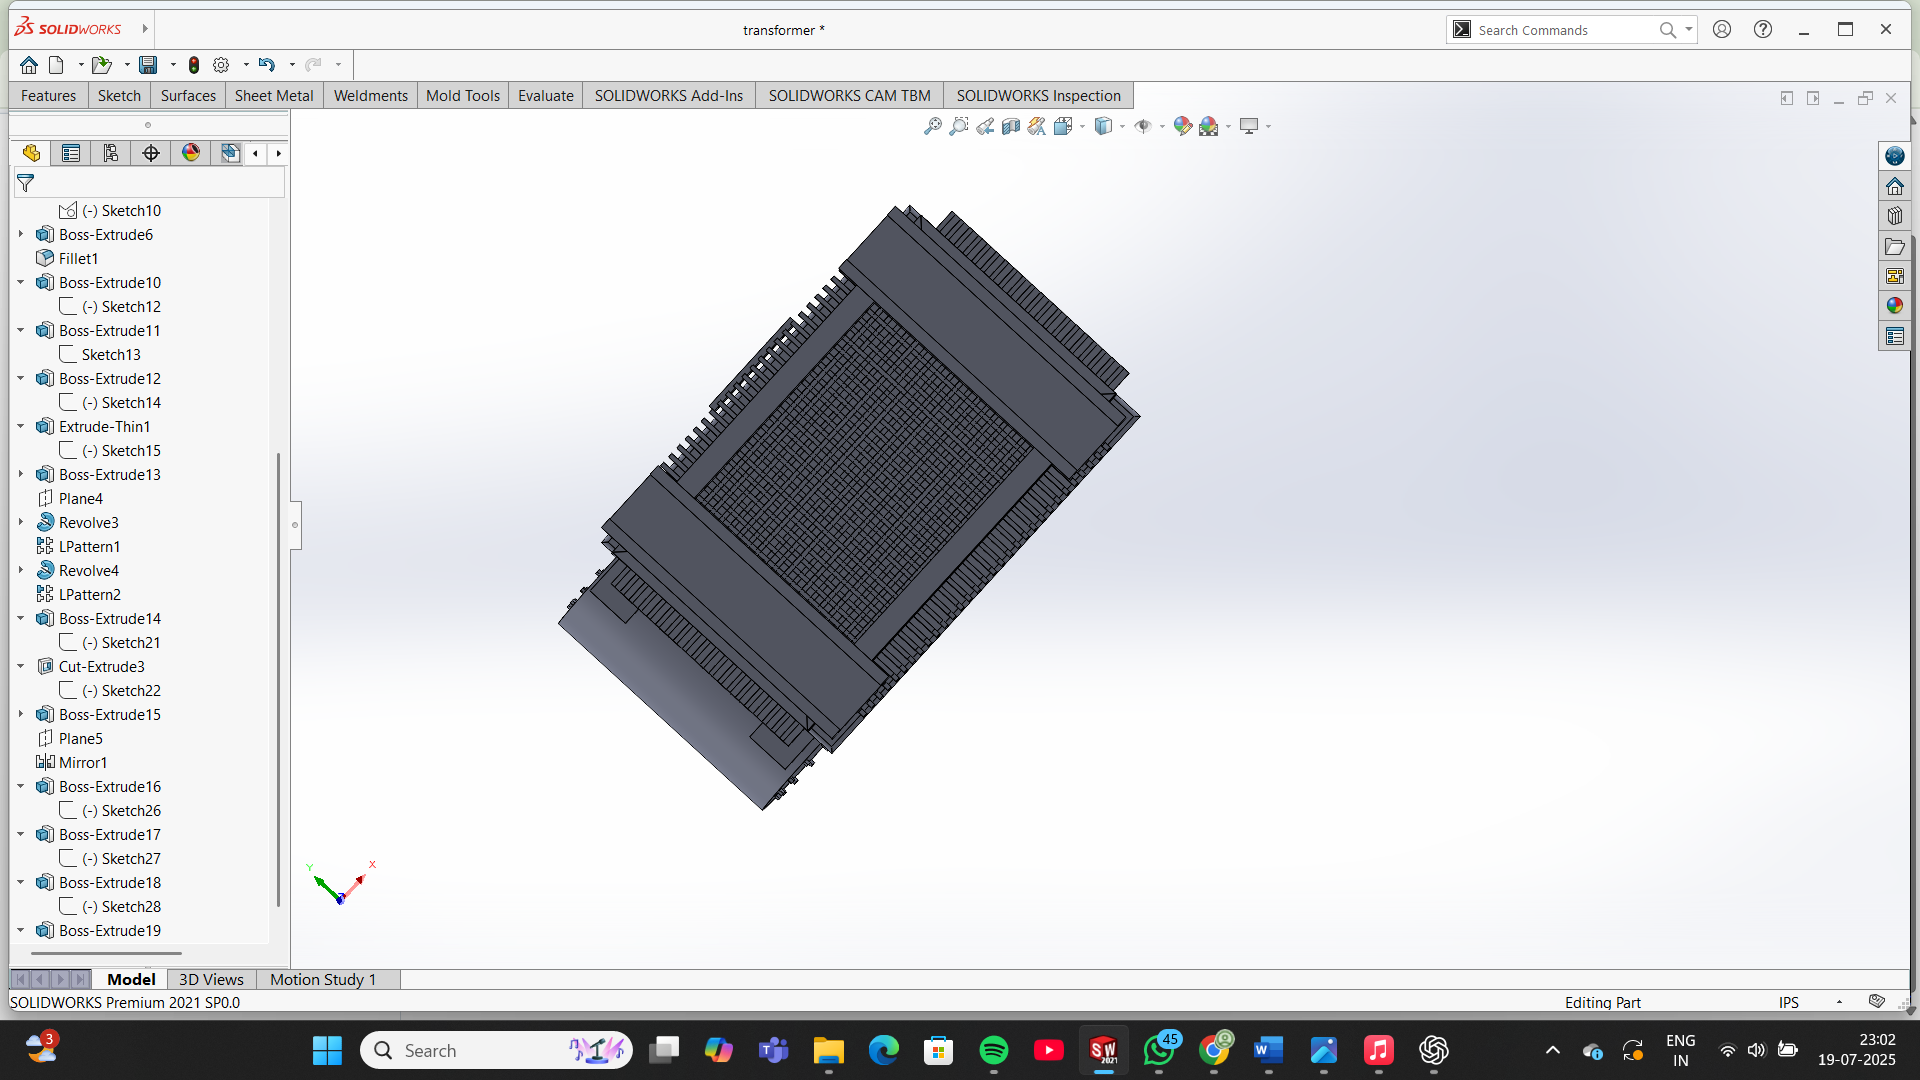 SOLIDWORKS
transformer *
Search Commands
Features Sketch Surfaces Sheet Metal Weldments Mold Tools Evaluate SOLIDWORKS Add-Ins SOLIDWORKS CAM TBM SOLIDWORKS Inspection
(-) Sketch10
Boss-Extrude6
Fillet1
Boss-Extrude10
(-) Sketch12
Boss-Extrude11
Sketch13
Boss-Extrude12
(-) Sketch14
Extrude-Thin1
(-) Sketch15
Boss-Extrude13
Plane4
Revolve3
LPattern1
Revolve4
LPattern2
Boss-Extrude14
(-) Sketch21
Cut-Extrude3
(-) Sketch22
Boss-Extrude15
Plane5
Mirror1
Boss-Extrude16
(-) Sketch26
Boss-Extrude17
(-) Sketch27
Boss-Extrude18
(-) Sketch28
Boss-Extrude19
Y X
Model 3D Views Motion Study 1
SOLIDWORKS Premium 2021 SP0.0
Editing Part
IPS
3
Search
SW 2021
45
ENG
IN
23:02
19-07-2025